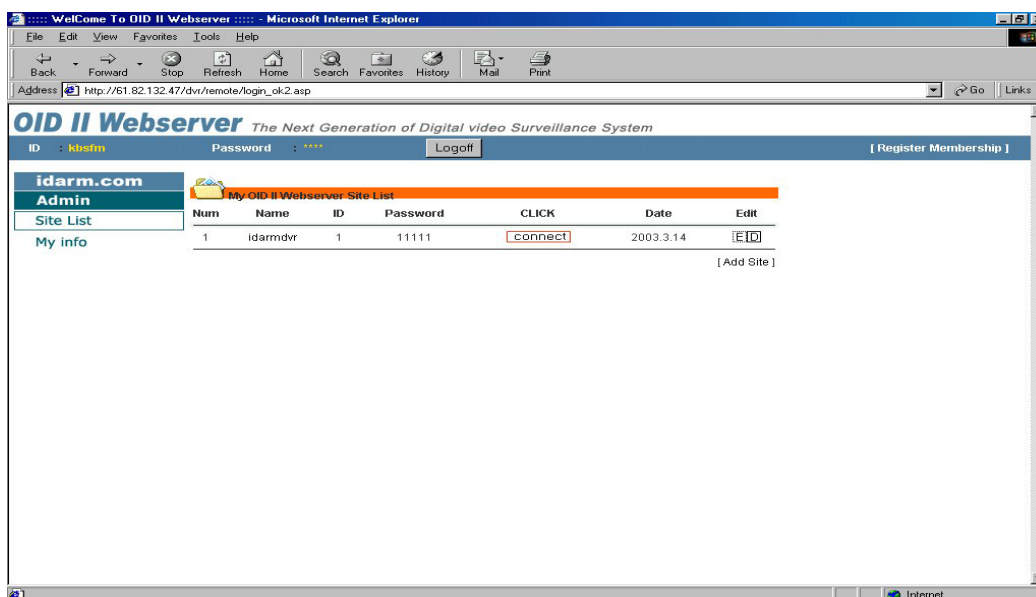 ::::: WelCome To OID II Webserver ::::: - Microsoft Internet Explorer
File Edit View Favorites Tools Help
Back Forward Stop Refresh Home Search Favorites History Mail Print
Address http://61.82.132.47/dvr/remote/login_ok2.asp Go Links
OID II Webserver The Next Generation of Digital video Surveillance System
ID : kbsfm Password : **** Logoff [ Register Membership ]
idarm.com
Admin
Site List
My info
My OID II Webserver Site List
Num Name ID Password CLICK Date Edit
1 idarmdvr 1 11111 connect 2003.3.14 E D
[ Add Site ]
Internet